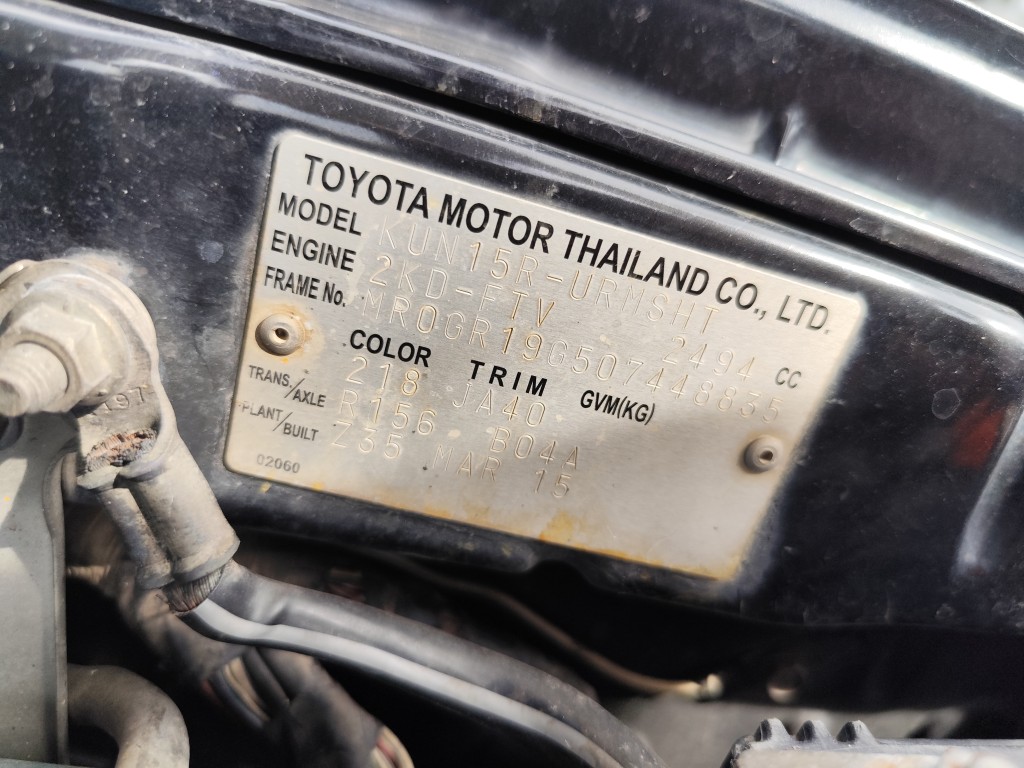 TOYOTA MOTOR THAILAND CO., LTD.
MODEL KUN15R-URMSHT
ENGINE 2KD-FTV 2494 CC
FRAME No. MR0GR19G507448835
COLOR TRIM GVM(KG)
218 JA40
TRANS./AXLE R156 B04A
PLANT/BUILT Z35 MAR 15
02060